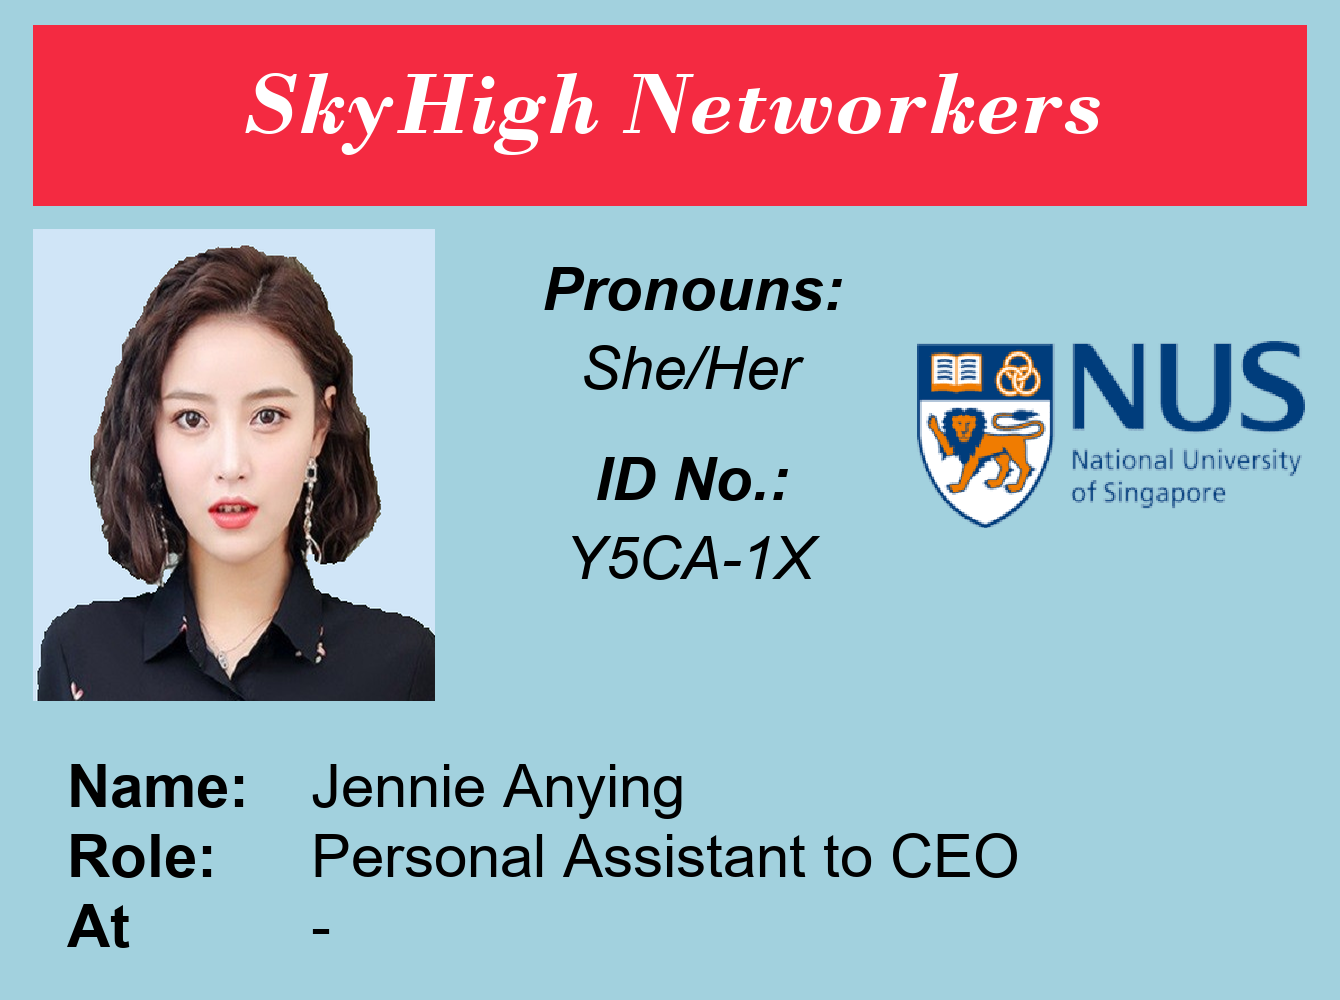 SkyHigh Networkers
Pronouns:
She/Her
ID No.:
Y5CA-1X
NUS
National University
of Singapore
Name: Jennie Anying
Role: Personal Assistant to CEO
At -